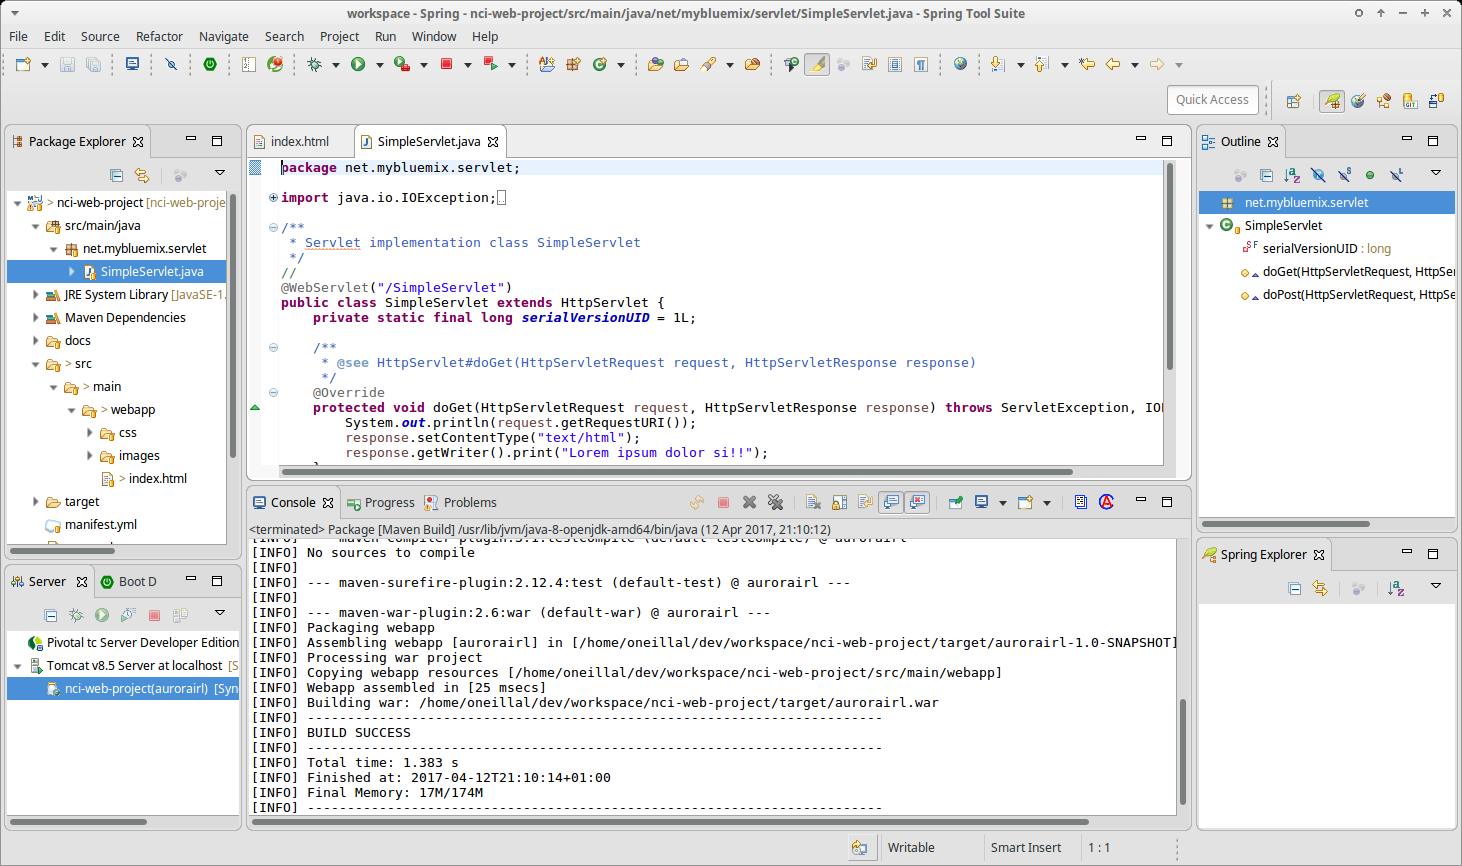 workspace - Spring - nci-web-project/src/main/java/net/mybluemix/servlet/SimpleServlet.java - Spring Tool Suite
File Edit Source Refactor Navigate Search Project Run Window Help
Quick Access
Package Explorer
> nci-web-project [nci-web-proje
src/main/java
net.mybluemix.servlet
SimpleServlet.java
JRE System Library [JavaSE-1.
Maven Dependencies
docs
> src
> main
> webapp
css
images
> index.html
target
manifest.yml
Server Boot D
Pivotal tc Server Developer Edition
Tomcat v8.5 Server at localhost [S
nci-web-project(aurorairl) [Syn
index.html SimpleServlet.java
package net.mybluemix.servlet;
import java.io.IOException;
/**
* Servlet implementation class SimpleServlet
*/
//
@WebServlet("/SimpleServlet")
public class SimpleServlet extends HttpServlet {
private static final long serialVersionUID = 1L;
/**
* @see HttpServlet#doGet(HttpServletRequest request, HttpServletResponse response)
*/
@Override
protected void doGet(HttpServletRequest request, HttpServletResponse response) throws ServletException, IOE
System.out.println(request.getRequestURI());
response.setContentType("text/html");
response.getWriter().print("Lorem ipsum dolor si!!");
Console Progress Problems
<terminated> Package [Maven Build] /usr/lib/jvm/java-8-openjdk-amd64/bin/java (12 Apr 2017, 21:10:12)
[INFO] --- maven-compiler-plugin:3.1:testCompile (default-testCompile) @ aurorairl
[INFO] No sources to compile
[INFO]
[INFO] --- maven-surefire-plugin:2.12.4:test (default-test) @ aurorairl ---
[INFO]
[INFO] --- maven-war-plugin:2.6:war (default-war) @ aurorairl ---
[INFO] Packaging webapp
[INFO] Assembling webapp [aurorairl] in [/home/oneillal/dev/workspace/nci-web-project/target/aurorairl-1.0-SNAPSHOT]
[INFO] Processing war project
[INFO] Copying webapp resources [/home/oneillal/dev/workspace/nci-web-project/src/main/webapp]
[INFO] Webapp assembled in [25 msecs]
[INFO] Building war: /home/oneillal/dev/workspace/nci-web-project/target/aurorairl.war
[INFO] ------------------------------------------------------------------------
[INFO] BUILD SUCCESS
[INFO] ------------------------------------------------------------------------
[INFO] Total time: 1.383 s
[INFO] Finished at: 2017-04-12T21:10:14+01:00
[INFO] Final Memory: 17M/174M
[INFO] ------------------------------------------------------------------------
Outline
net.mybluemix.servlet
SimpleServlet
serialVersionUID : long
doGet(HttpServletRequest, HttpSer
doPost(HttpServletRequest, HttpSe
Spring Explorer
Writable Smart Insert 1 : 1